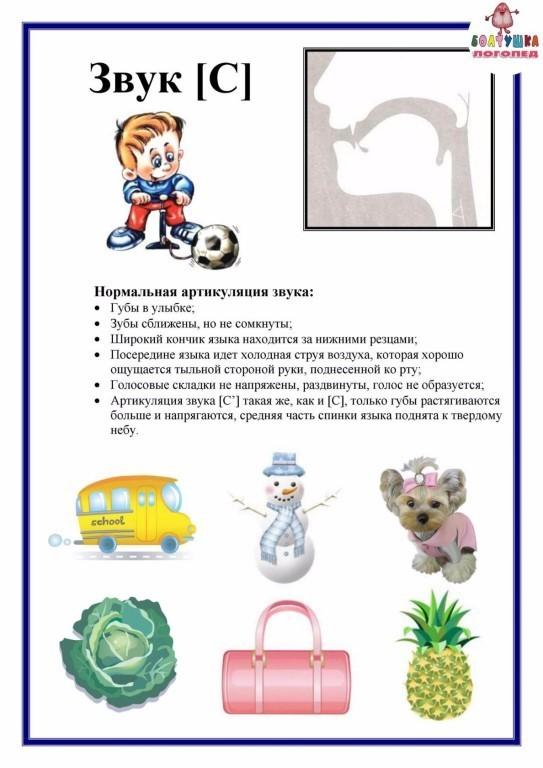 БОЛТУШКА
ЛОГОПЕД
Звук [С]
Нормальная артикуляция звука:
• Губы в улыбке;
• Зубы сближены, но не сомкнуты;
• Широкий кончик языка находится за нижними резцами;
• Посередине языка идет холодная струя воздуха, которая хорошо
ощущается тыльной стороной руки, поднесенной ко рту;
• Голосовые складки не напряжены, раздвинуты, голос не образуется;
• Артикуляция звука [С’] такая же, как и [С], только губы растягиваются
больше и напрягаются, средняя часть спинки языка поднята к твердому
небу.
school